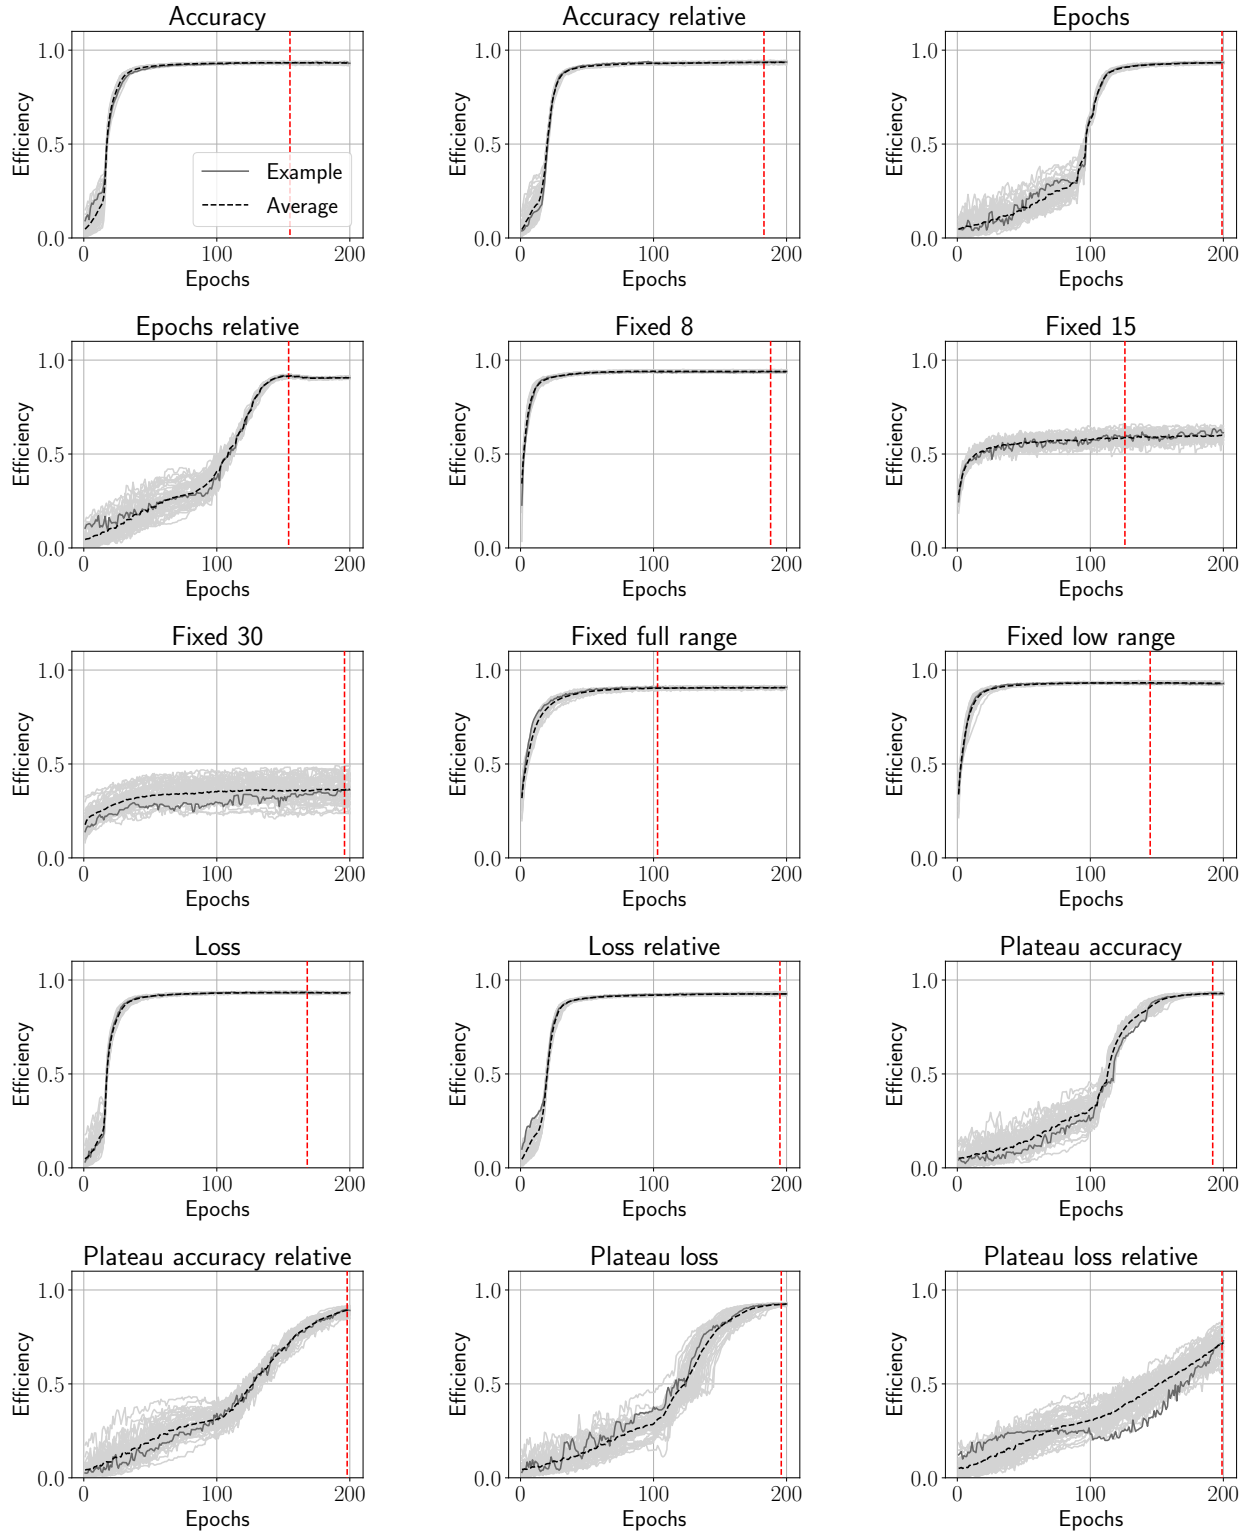 Accuracy
Accuracy relative
Epochs
1.0
0.5
0.0
Efficiency
Example
Average
0
100
200
Epochs
1.0
0.5
0.0
Efficiency
0
100
200
Epochs
1.0
0.5
0.0
Efficiency
0
100
200
Epochs
Epochs relative
Fixed 8
Fixed 15
1.0
0.5
0.0
Efficiency
0
100
200
Epochs
1.0
0.5
0.0
Efficiency
0
100
200
Epochs
1.0
0.5
0.0
Efficiency
0
100
200
Epochs
Fixed 30
Fixed full range
Fixed low range
1.0
0.5
0.0
Efficiency
0
100
200
Epochs
1.0
0.5
0.0
Efficiency
0
100
200
Epochs
1.0
0.5
0.0
Efficiency
0
100
200
Epochs
Loss
Loss relative
Plateau accuracy
1.0
0.5
0.0
Efficiency
0
100
200
Epochs
1.0
0.5
0.0
Efficiency
0
100
200
Epochs
1.0
0.5
0.0
Efficiency
0
100
200
Epochs
Plateau accuracy relative
Plateau loss
Plateau loss relative
1.0
0.5
0.0
Efficiency
0
100
200
Epochs
1.0
0.5
0.0
Efficiency
0
100
200
Epochs
1.0
0.5
0.0
Efficiency
0
100
200
Epochs